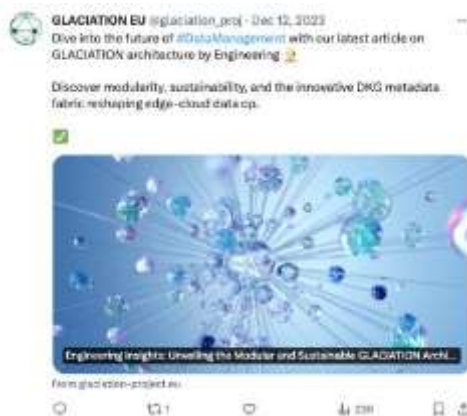 GLACIATION EU @glaciation_proj · Dec 12, 2023
Dive into the future of #DataManagement with our latest article on
GLACIATION architecture by Engineering
Discover modularity, sustainability, and the innovative DKG metadata
fabric reshaping edge-cloud data op.
Engineering Insights: Unveiling the Modular and Sustainable GLACIATION Archi...
From glaciation-project.eu
1